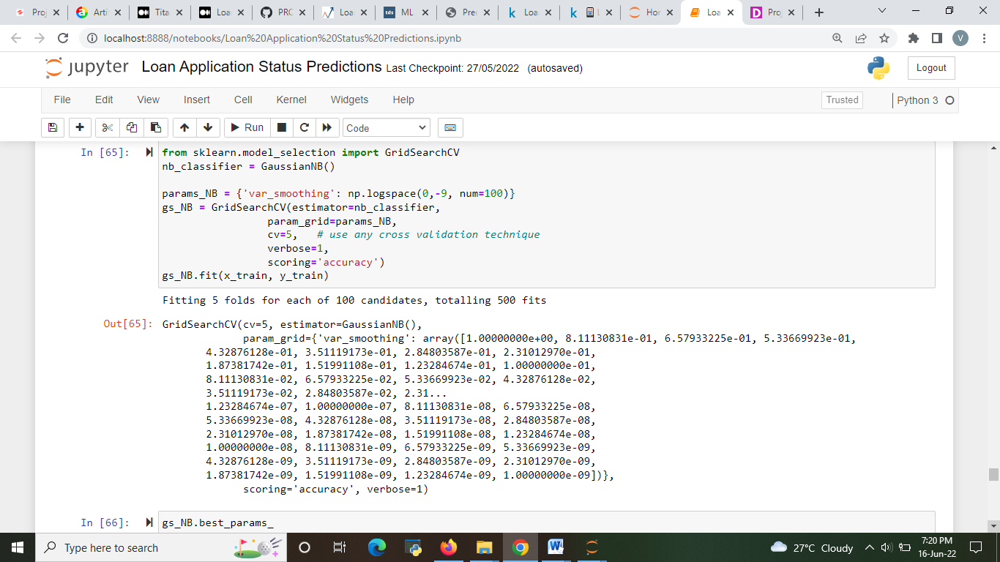 Proj
Arti
Tita
Loan
PRO
Loa
tds
ML
Prec
k
Loa
k
L
Hor
Loa
D
Proj
localhost:8888/notebooks/Loan%20Application%20Status%20Predictions.ipynb
V
jupyter Loan Application Status Predictions Last Checkpoint: 27/05/2022 (autosaved)
Logout
File Edit View Insert Cell Kernel Widgets Help
Trusted
Python 3
Run
Code
In [65]:
from sklearn.model_selection import GridSearchCV
nb_classifier = GaussianNB()
params_NB = {'var_smoothing': np.logspace(0,-9, num=100)}
gs_NB = GridSearchCV(estimator=nb_classifier,
param_grid=params_NB,
cv=5,   # use any cross validation technique
verbose=1,
scoring='accuracy')
gs_NB.fit(x_train, y_train)
Fitting 5 folds for each of 100 candidates, totalling 500 fits
Out[65]:
GridSearchCV(cv=5, estimator=GaussianNB(),
param_grid={'var_smoothing': array([1.00000000e+00, 8.11130831e-01, 6.57933225e-01, 5.33669923e-01,
4.32876128e-01, 3.51119173e-01, 2.84803587e-01, 2.31012970e-01,
1.87381742e-01, 1.51991108e-01, 1.23284674e-01, 1.00000000e-01,
8.11130831e-02, 6.57933225e-02, 5.33669923e-02, 4.32876128e-02,
3.51119173e-02, 2.84803587e-02, 2.31...
1.23284674e-07, 1.00000000e-07, 8.11130831e-08, 6.57933225e-08,
5.33669923e-08, 4.32876128e-08, 3.51119173e-08, 2.84803587e-08,
2.31012970e-08, 1.87381742e-08, 1.51991108e-08, 1.23284674e-08,
1.00000000e-08, 8.11130831e-09, 6.57933225e-09, 5.33669923e-09,
4.32876128e-09, 3.51119173e-09, 2.84803587e-09, 2.31012970e-09,
1.87381742e-09, 1.51991108e-09, 1.23284674e-09, 1.00000000e-09])},
scoring='accuracy', verbose=1)
In [66]:
gs_NB.best_params_
Type here to search
W
27°C Cloudy
7:20 PM
16-Jun-22